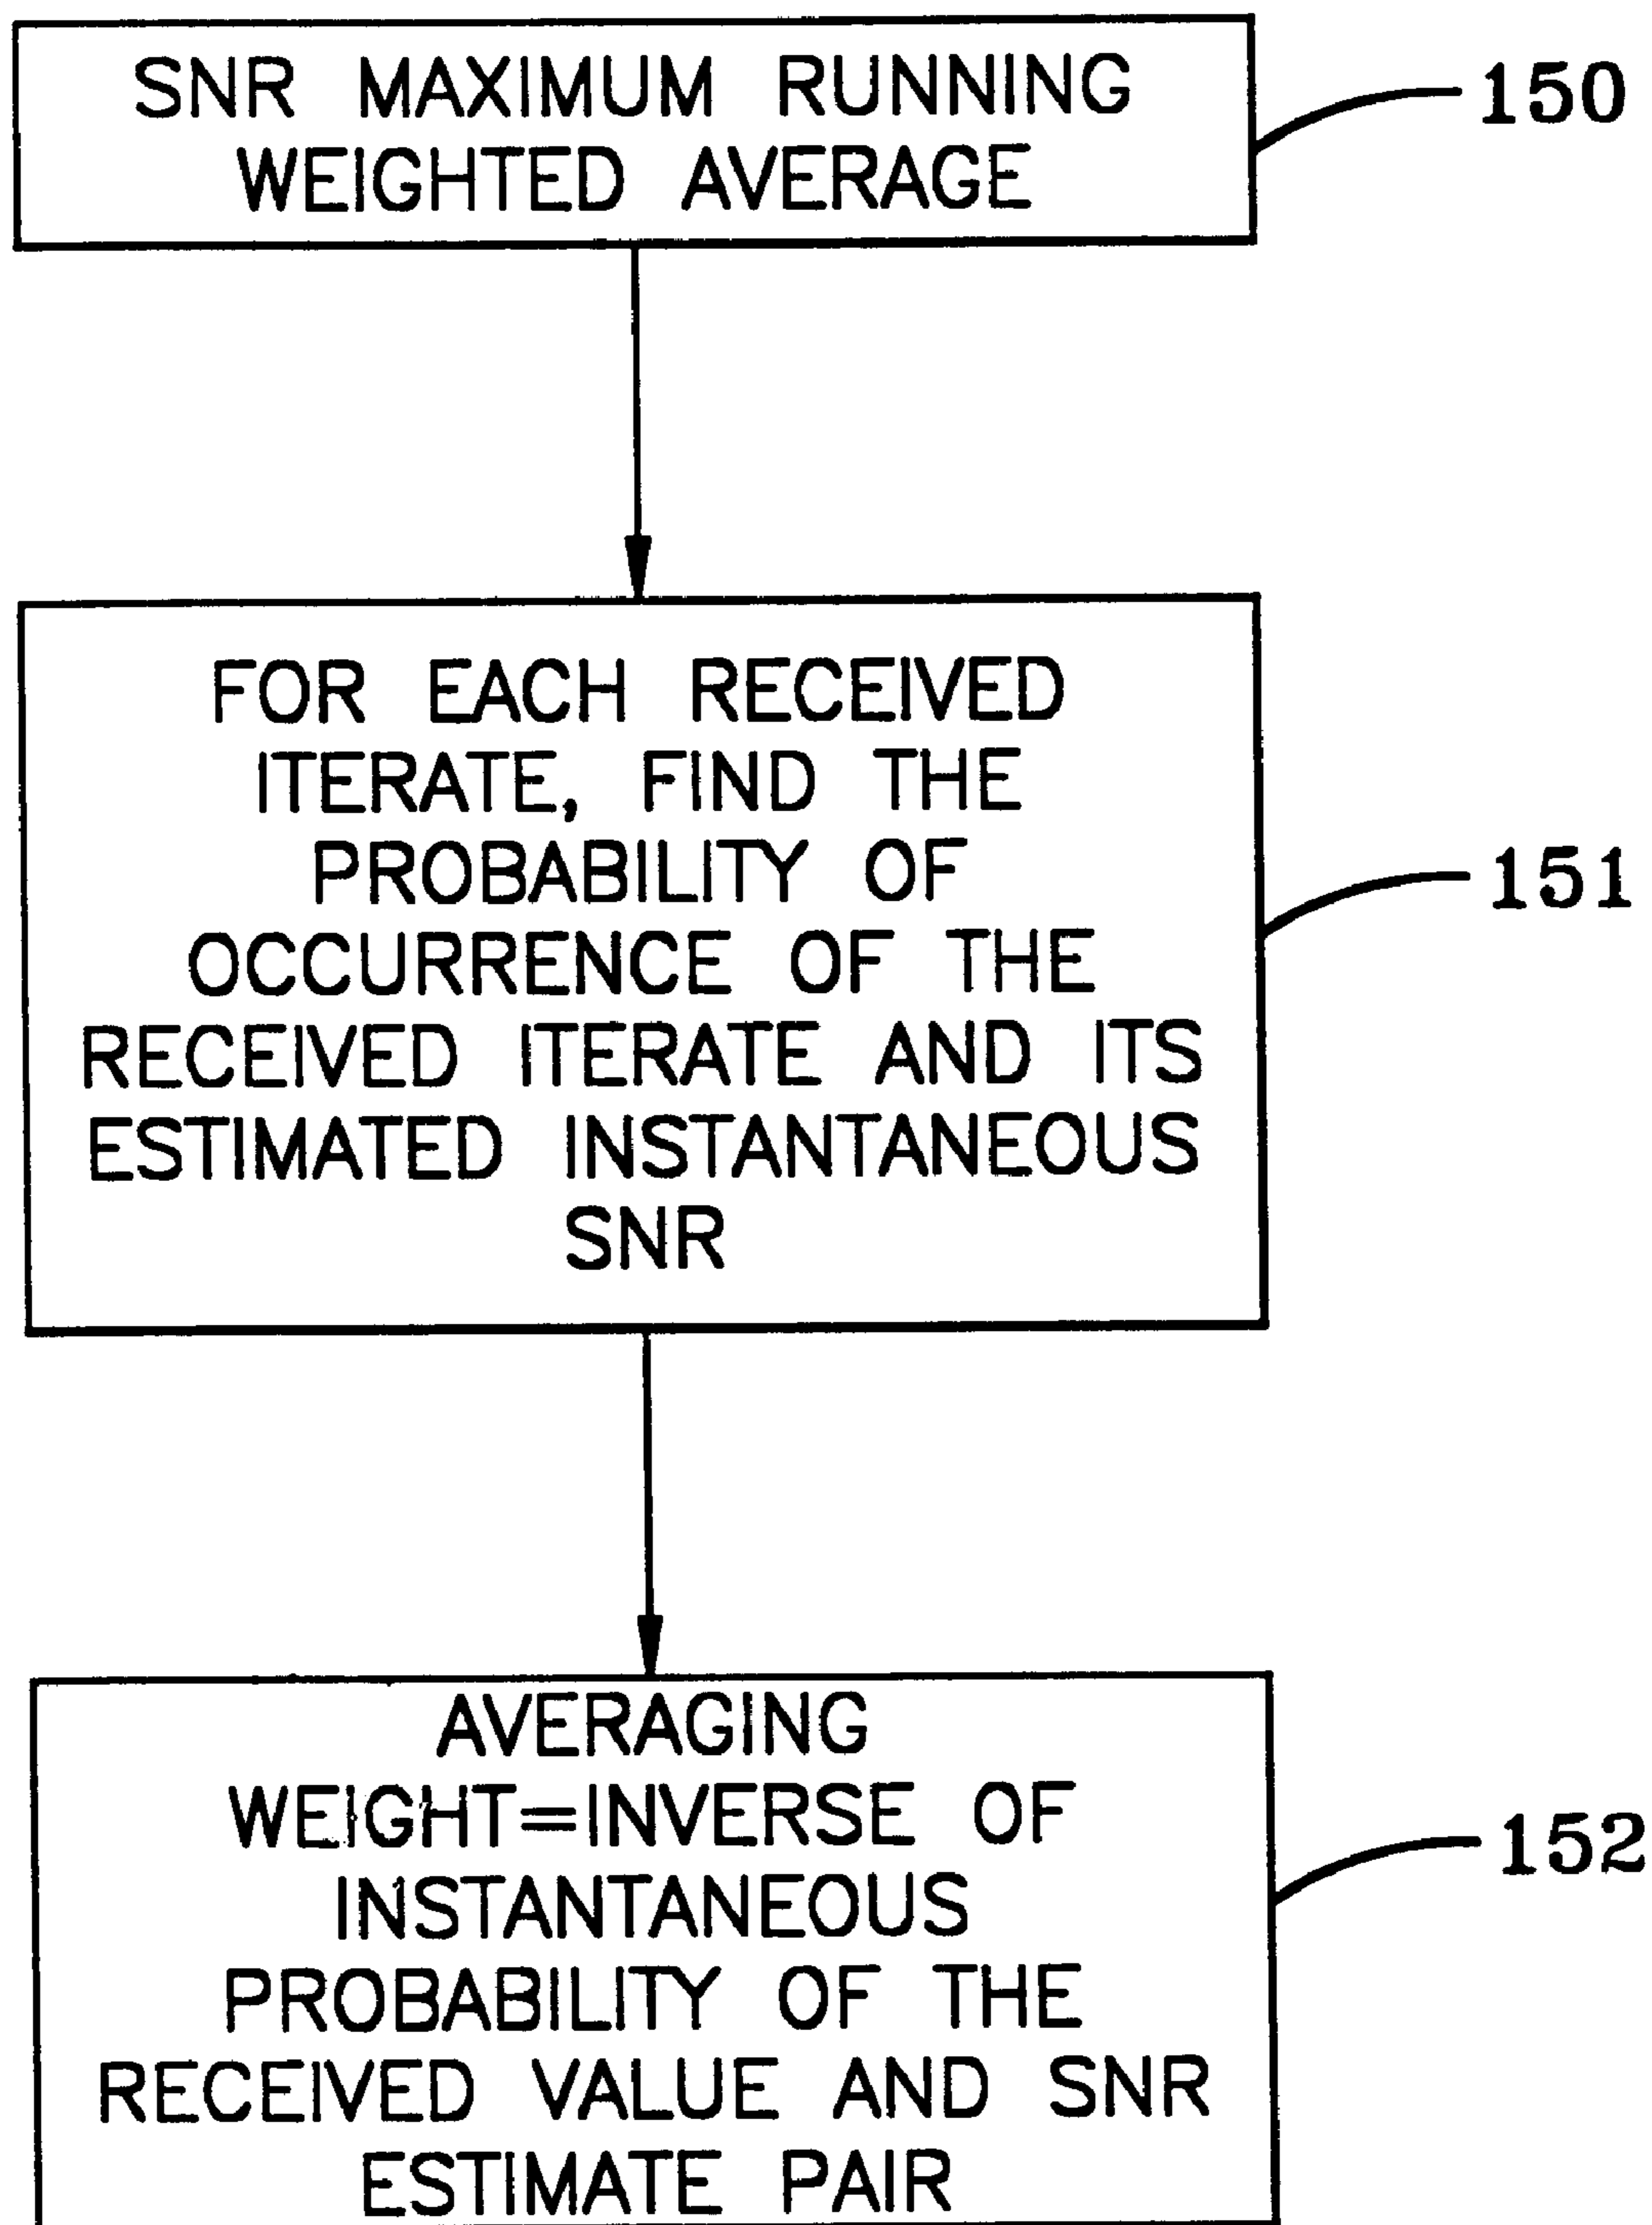 SNR MAXIMUM RUNNING
WEIGHTED AVERAGE
150
FOR EACH RECEIVED
ITERATE, FIND THE
PROBABILITY OF
OCCURRENCE OF THE
RECEIVED ITERATE AND ITS
ESTIMATED INSTANTANEOUS
SNR
151
AVERAGING
WEIGHT=INVERSE OF
INSTANTANEOUS
PROBABILITY OF THE
RECEIVED VALUE AND SNR
ESTIMATE PAIR
152